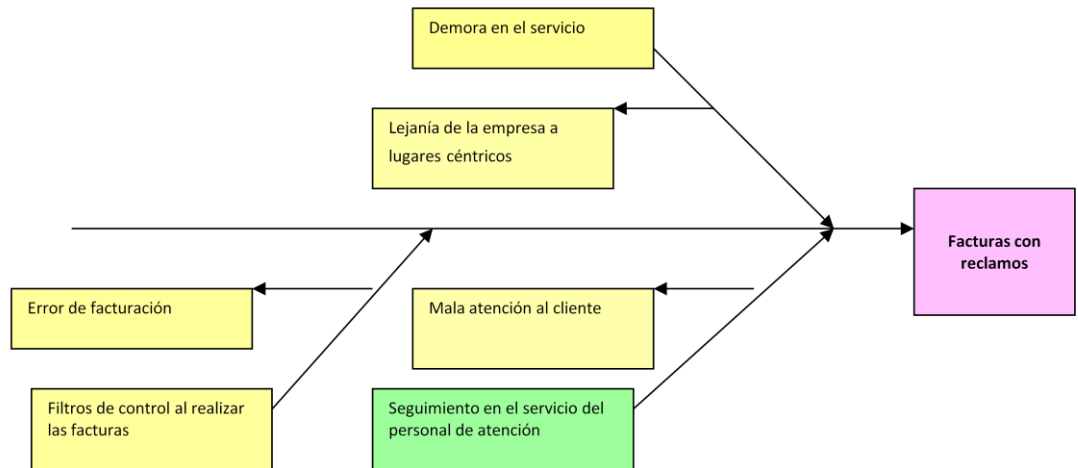 Demora en el servicio
Lejanía de la empresa a
lugares céntricos
Facturas con
reclamos
Error de facturación
Mala atención al cliente
Filtros de control al realizar
las facturas
Seguimiento en el servicio del
personal de atención